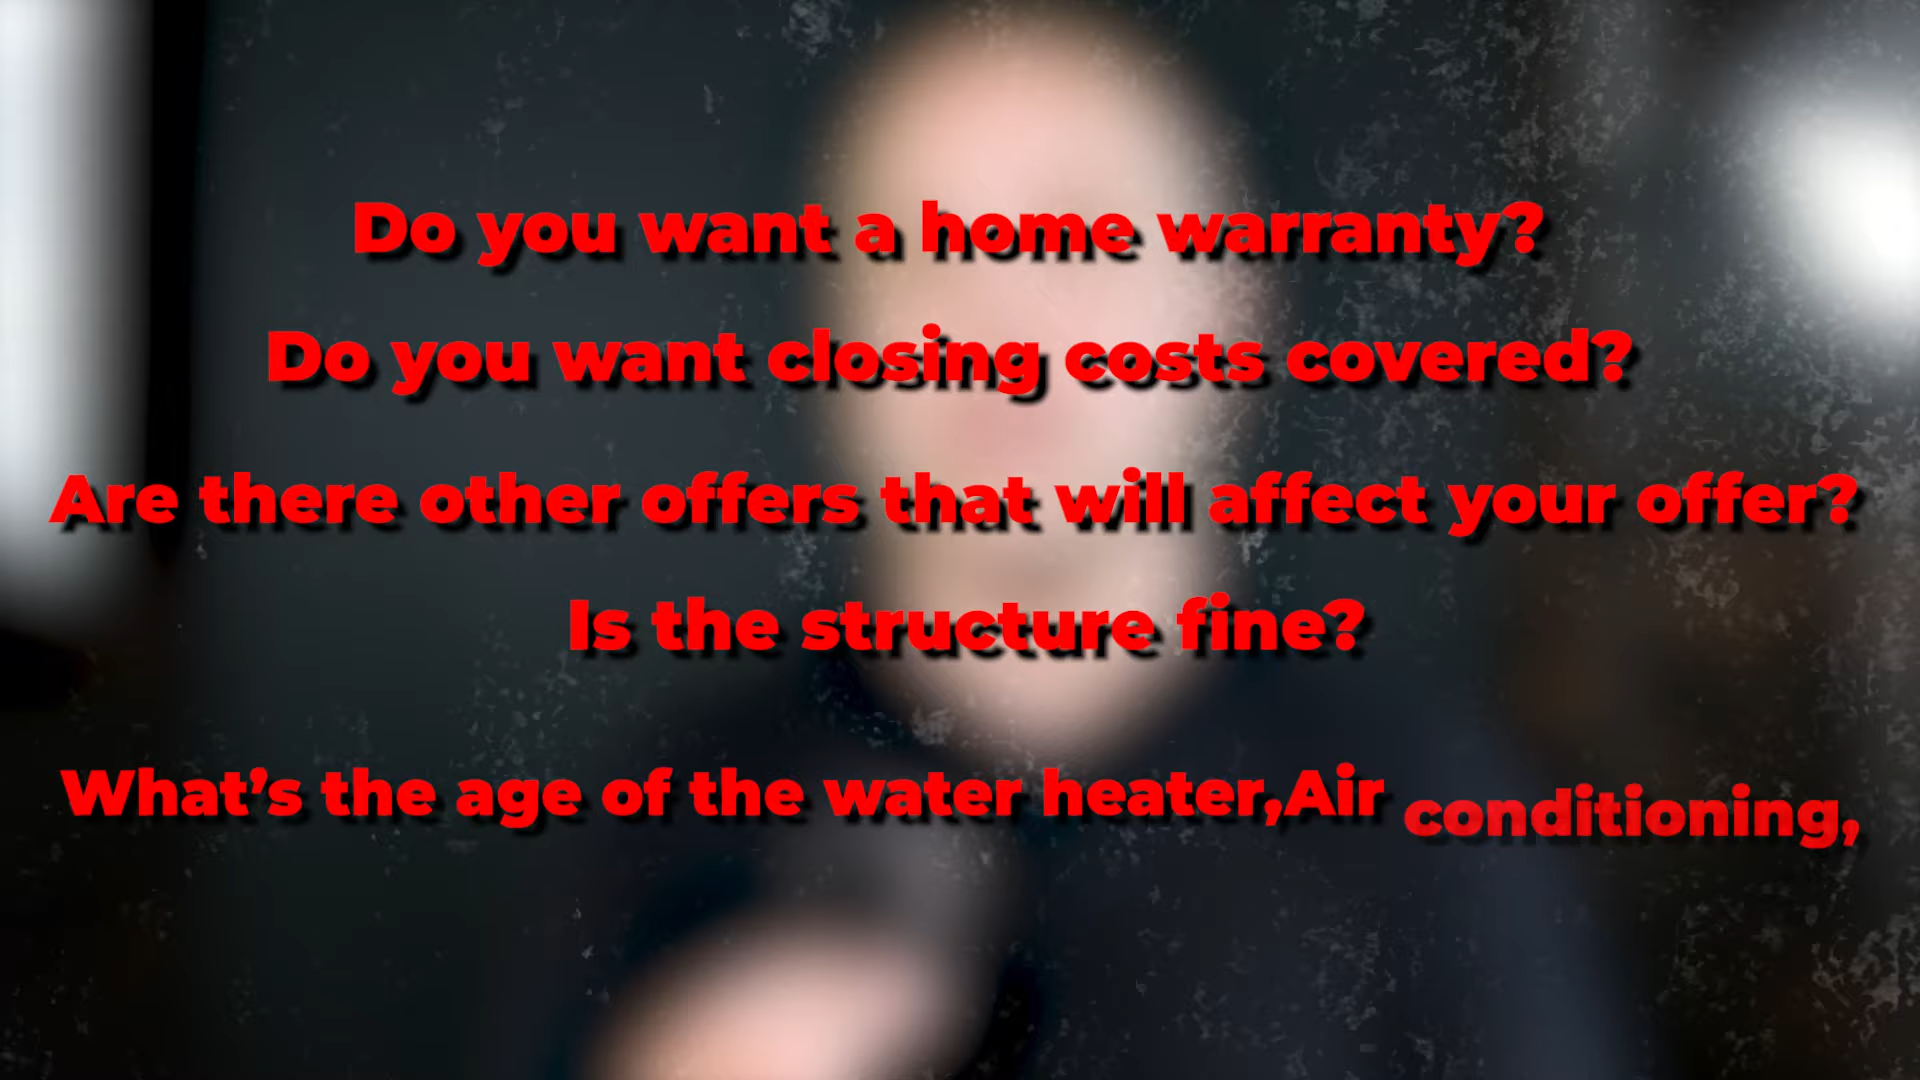 Do you want a home warranty?
Do you want closing costs covered?
Are there other offers that will affect your offer?
Is the structure fine?
What’s the age of the water heater,Air conditioning,